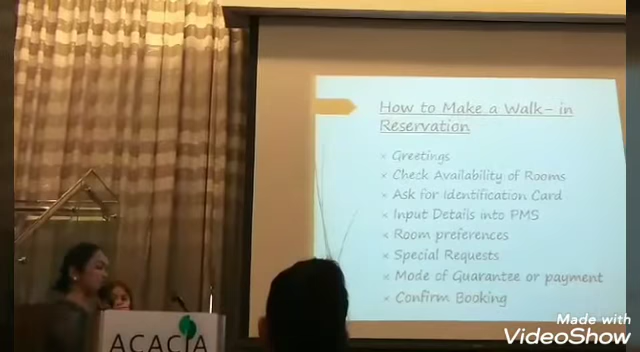 How to Make a Walk- in
Reservation
× Greetings
× Check Availability of Rooms
× Ask for Identification Card
× Input Details into PMS
× Room preferences
× Special Requests
× Mode of Guarantee or payment
× Confirm Booking
ACACIA
Made with
VideoShow